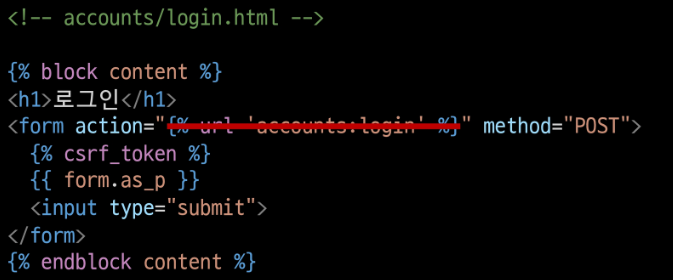 <!-- accounts/login.html -->
{% block content %}
<h1>로그인</h1>
<form action="{% url 'accounts:login' %}" method="POST">
{% csrf_token %}
{{ form.as_p }}
<input type="submit">
</form>
{% endblock content %}